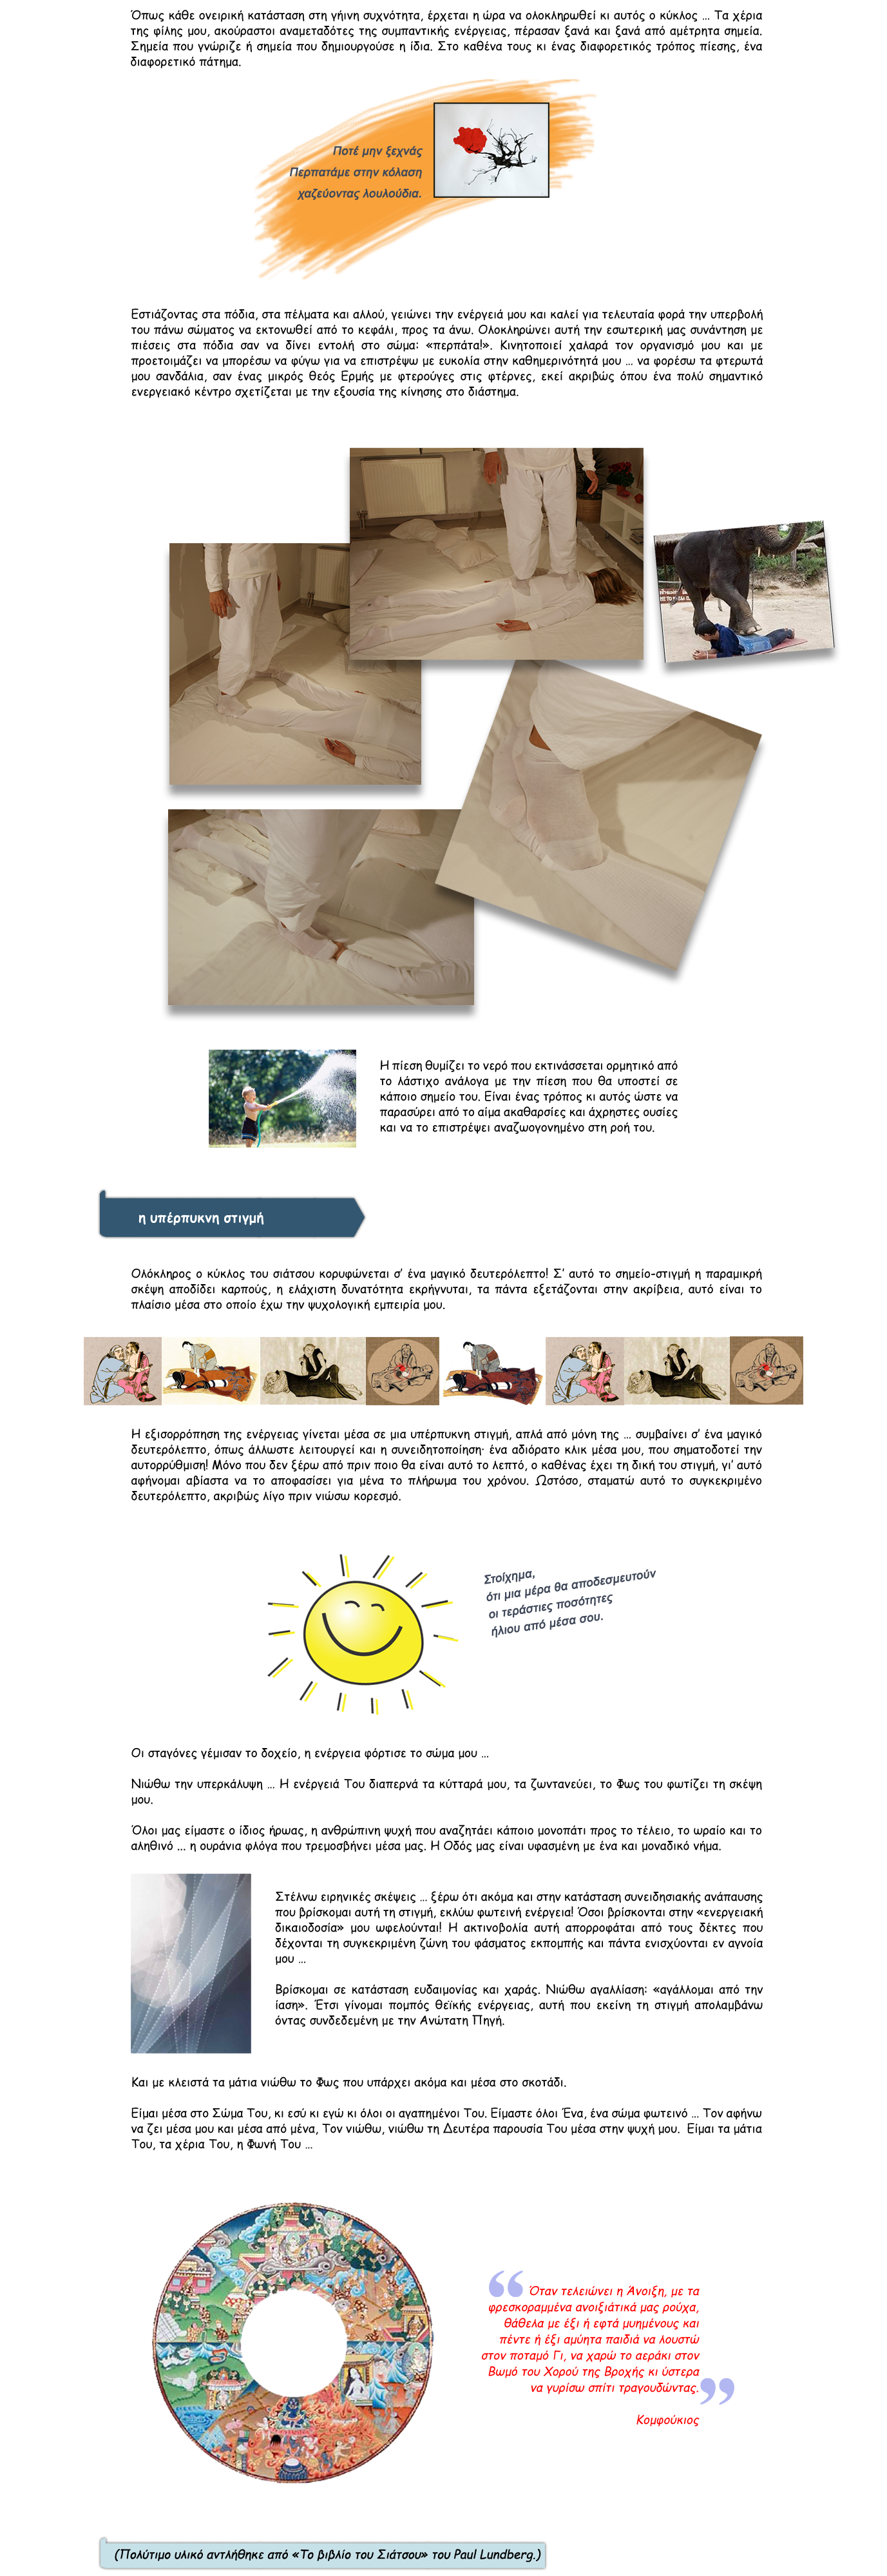 Όπως κάθε ονειρική κατάσταση στη γήινη συχνότητα, έρχεται η ώρα να ολοκληρωθεί κι αυτός ο κύκλος ... Τα χέρια
της φίλης μου, ακούραστοι αναμεταδότες της συμπαντικής ενέργειας, πέρασαν ξανά και ξανά από αμέτρητα σημεία.
Σημεία που γνώριζε ή σημεία που δημιουργούσε η ίδια. Στο καθένα τους κι ένας διαφορετικός τρόπος πίεσης, ένα
διαφορετικό πάτημα.
Ποτέ μην ξεχνάς
Περπατάμε στην κόλαση
χαζεύοντας λουλούδια.
Εστιάζοντας στα πόδια, στα πέλματα και αλλού, γειώνει την ενέργειά μου και καλεί για τελευταία φορά την υπερβολή
του πάνω σώματος να εκτονωθεί από το κεφάλι, προς τα άνω. Ολοκληρώνει αυτή την εσωτερική μας συνάντηση με
πιέσεις στα πόδια σαν να δίνει εντολή στο σώμα: «περπάτα!». Κινητοποιεί χαλαρά τον οργανισμό μου και με
προετοιμάζει να μπορέσω να φύγω για να επιστρέψω με ευκολία στην καθημερινότητά μου ... να φορέσω τα φτερωτά
μου σανδάλια, σαν ένας μικρός θεός Ερμής με φτερούγες στις φτέρνες, εκεί ακριβώς όπου ένα πολύ σημαντικό
ενεργειακό κέντρο σχετίζεται με την εξουσία της κίνησης στο διάστημα.
Η πίεση θυμίζει το νερό που εκτινάσσεται ορμητικό από
το λάστιχο ανάλογα με την πίεση που θα υποστεί σε
κάποιο σημείο του. Είναι ένας τρόπος κι αυτός ώστε να
παρασύρει από το αίμα ακαθαρσίες και άχρηστες ουσίες
και να το επιστρέψει αναζωογονημένο στη ροή του.
η υπέρπυκνη στιγμή
Ολόκληρος ο κύκλος του σιάτσου κορυφώνεται σ' ένα μαγικό δευτερόλεπτο! Σ' αυτό το σημείο-στιγμή η παραμικρή
σκέψη αποδίδει καρπούς, η ελάχιστη δυνατότητα εκρήγνυται, τα πάντα εξετάζονται στην ακρίβεια, αυτό είναι το
πλαίσιο μέσα στο οποίο έχω την ψυχολογική εμπειρία μου.
Η εξισορρόπηση της ενέργειας γίνεται μέσα σε μια υπέρπυκνη στιγμή, απλά από μόνη της ... συμβαίνει σ' ένα μαγικό
δευτερόλεπτο, όπως άλλωστε λειτουργεί και η συνειδητοποίηση· ένα αδιόρατο κλικ μέσα μου, που σηματοδοτεί την
αυτορρύθμιση! Μόνο που δεν ξέρω από πριν ποιο θα είναι αυτό το λεπτό, ο καθένας έχει τη δική του στιγμή, γι' αυτό
αφήνομαι αβίαστα να το αποφασίσει για μένα το πλήρωμα του χρόνου. Ωστόσο, σταματώ αυτό το συγκεκριμένο
δευτερόλεπτο, ακριβώς λίγο πριν νιώσω κορεσμό.
Στοίχημα,
ότι μια μέρα θα αποδεσμευτούν
οι τεράστιες ποσότητες
ήλιου από μέσα σου.
Οι σταγόνες γέμισαν το δοχείο, η ενέργεια φόρτισε το σώμα μου ...
Νιώθω την υπερκάλυψη ... Η ενέργειά Του διαπερνά τα κύτταρά μου, τα ζωντανεύει, το Φως του φωτίζει τη σκέψη
μου.
Όλοι μας είμαστε ο ίδιος ήρωας, η ανθρώπινη ψυχή που αναζητάει κάποιο μονοπάτι προς το τέλειο, το ωραίο και το
αληθινό ... η ουράνια φλόγα που τρεμοσβήνει μέσα μας. Η Οδός μας είναι υφασμένη με ένα και μοναδικό νήμα.
Στέλνω ειρηνικές σκέψεις ... ξέρω ότι ακόμα και στην κατάσταση συνειδησιακής ανάπαυσης
που βρίσκομαι αυτή τη στιγμή, εκλύω φωτεινή ενέργεια! Όσοι βρίσκονται στην «ενεργειακή
δικαιοδοσία» μου ωφελούνται! Η ακτινοβολία αυτή απορροφάται από τους δέκτες που
δέχονται τη συγκεκριμένη ζώνη του φάσματος εκπομπής και πάντα ενισχύονται εν αγνοία
μου ...
Βρίσκομαι σε κατάσταση ευδαιμονίας και χαράς. Νιώθω αγαλλίαση: «αγάλλομαι από την
ίαση». Έτσι γίνομαι πομπός θεϊκής ενέργειας, αυτή που εκείνη τη στιγμή απολαμβάνω
όντας συνδεδεμένη με την Ανώτατη Πηγή.
Και με κλειστά τα μάτια νιώθω το Φως που υπάρχει ακόμα και μέσα στο σκοτάδι.
Είμαι μέσα στο Σώμα Του, κι εσύ κι εγώ κι όλοι οι αγαπημένοι Του. Είμαστε όλοι Ένα, ένα σώμα φωτεινό ... Τον αφήνω
να ζει μέσα μου και μέσα από μένα, Τον νιώθω, νιώθω τη Δευτέρα παρουσία Του μέσα στην ψυχή μου. Είμαι τα μάτια
Του, τα χέρια Του, η Φωνή Του ...
“Όταν τελειώνει η Άνοιξη, με τα
φρεσκοραμμένα ανοιξιάτικά μας ρούχα,
θάθελα με έξι ή εφτά μυημένους και
πέντε ή έξι αμύητα παιδιά να λουστώ
στον ποταμό Γι, να χαρώ το αεράκι στον
Βωμό του Χορού της Βροχής κι ύστερα
να γυρίσω σπίτι τραγουδώντας.”
Κομφούκιος
(Πολύτιμο υλικό αντλήθηκε από «Το βιβλίο του Σιάτσου» του Paul Lundberg.)